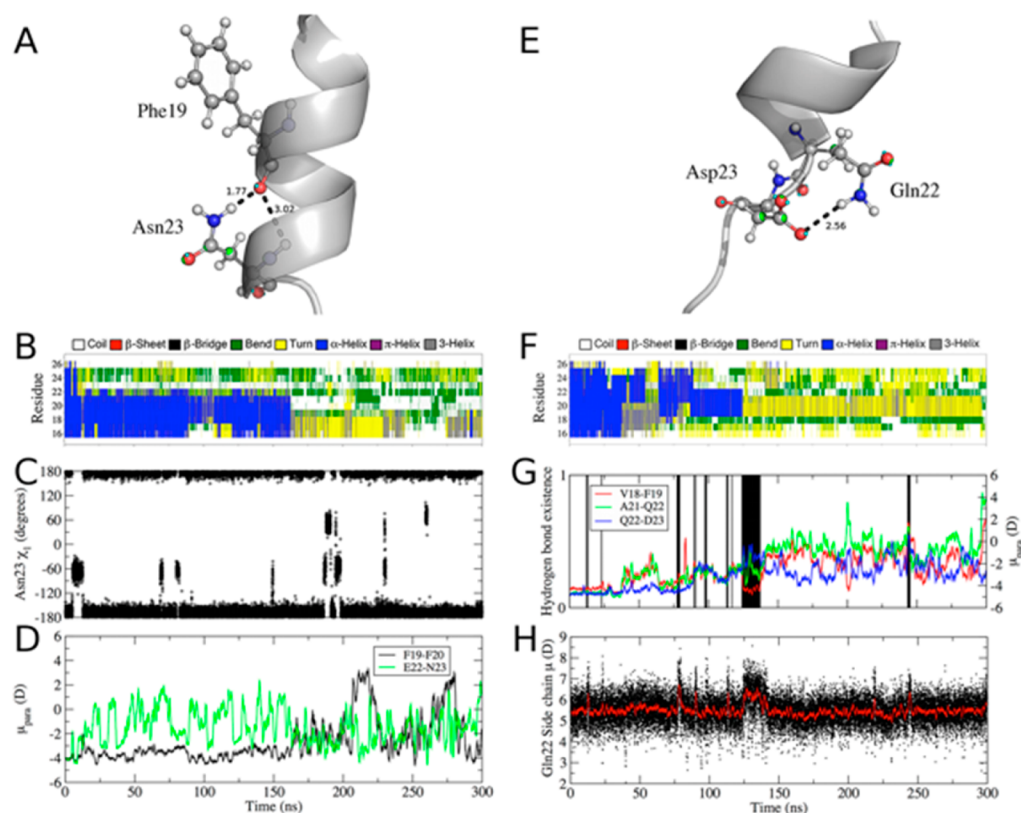 A
Phe19
1.77
3.02
Asn23
E
Asp23
Gln22
2.56
B
Coil β-Sheet β-Bridge Bend Turn α-Helix π-Helix 3-Helix
Residue
26
24
22
20
18
16
F
Coil β-Sheet β-Bridge Bend Turn α-Helix π-Helix 3-Helix
Residue
26
24
22
20
18
16
C
Asn23 χ1 (degrees)
180
120
60
0
-60
-120
-180
G
Hydrogen bond existence
1
0
V18-F19
A21-Q22
Q22-D23
6
4
2
0
-2
-4
-6
μpara (D)
D
μpara (D)
6
4
2
0
-2
-4
-6
F19-F20
E22-N23
0 50 100 150 200 250 300
Time (ns)
H
Gln22 Side chain μ (D)
9
8
7
6
5
4
3
2
0 50 100 150 200 250 300
Time (ns)